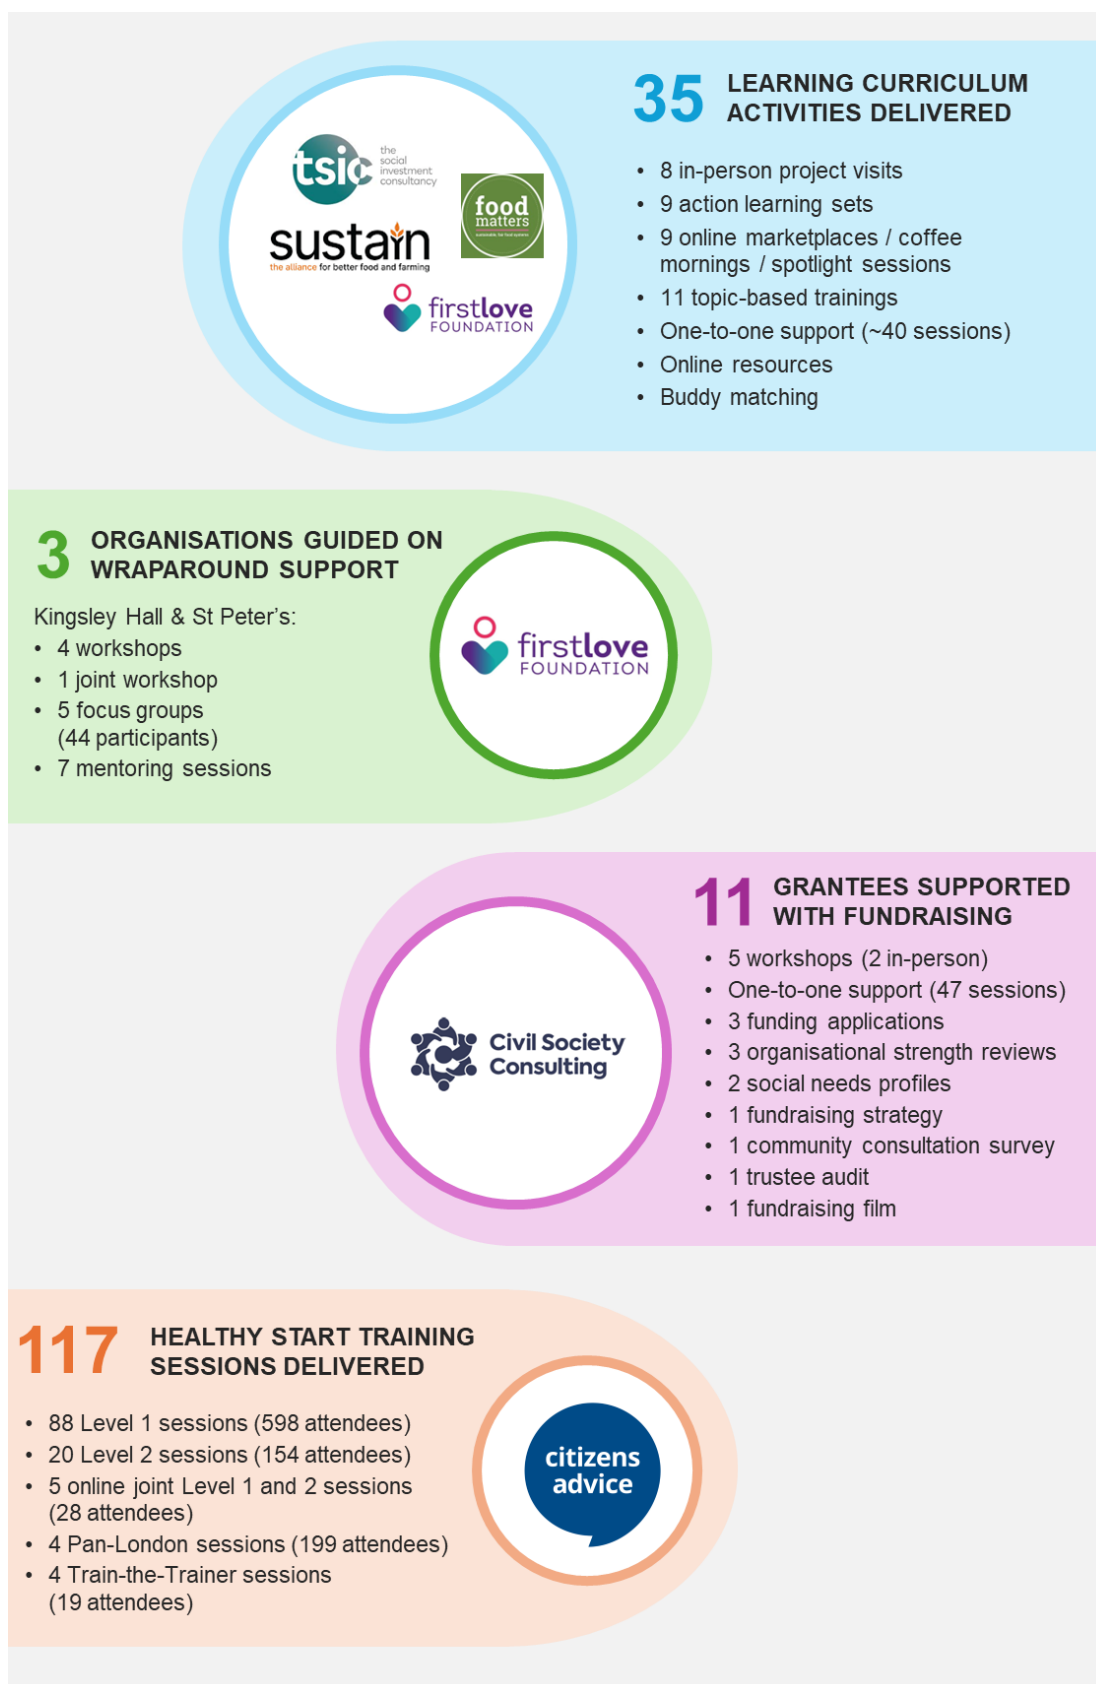 tsic
the
social
investment
consultancy
food
matters
sustain
the alliance for better food and farming
firstlove
FOUNDATION
35 LEARNING CURRICULUM
ACTIVITIES DELIVERED
• 8 in-person project visits
• 9 action learning sets
• 9 online marketplaces / coffee
mornings / spotlight sessions
• 11 topic-based trainings
• One-to-one support (~40 sessions)
• Online resources
• Buddy matching
3 ORGANISATIONS GUIDED ON
WRAPAROUND SUPPORT
Kingsley Hall & St Peter’s:
• 4 workshops
• 1 joint workshop
• 5 focus groups
(44 participants)
• 7 mentoring sessions
firstlove
FOUNDATION
11 GRANTEES SUPPORTED
WITH FUNDRAISING
• 5 workshops (2 in-person)
• One-to-one support (47 sessions)
• 3 funding applications
• 3 organisational strength reviews
• 2 social needs profiles
• 1 fundraising strategy
• 1 community consultation survey
• 1 trustee audit
• 1 fundraising film
Civil Society
Consulting
117 HEALTHY START TRAINING
SESSIONS DELIVERED
• 88 Level 1 sessions (598 attendees)
• 20 Level 2 sessions (154 attendees)
• 5 online joint Level 1 and 2 sessions
(28 attendees)
• 4 Pan-London sessions (199 attendees)
• 4 Train-the-Trainer sessions
(19 attendees)
citizens
advice